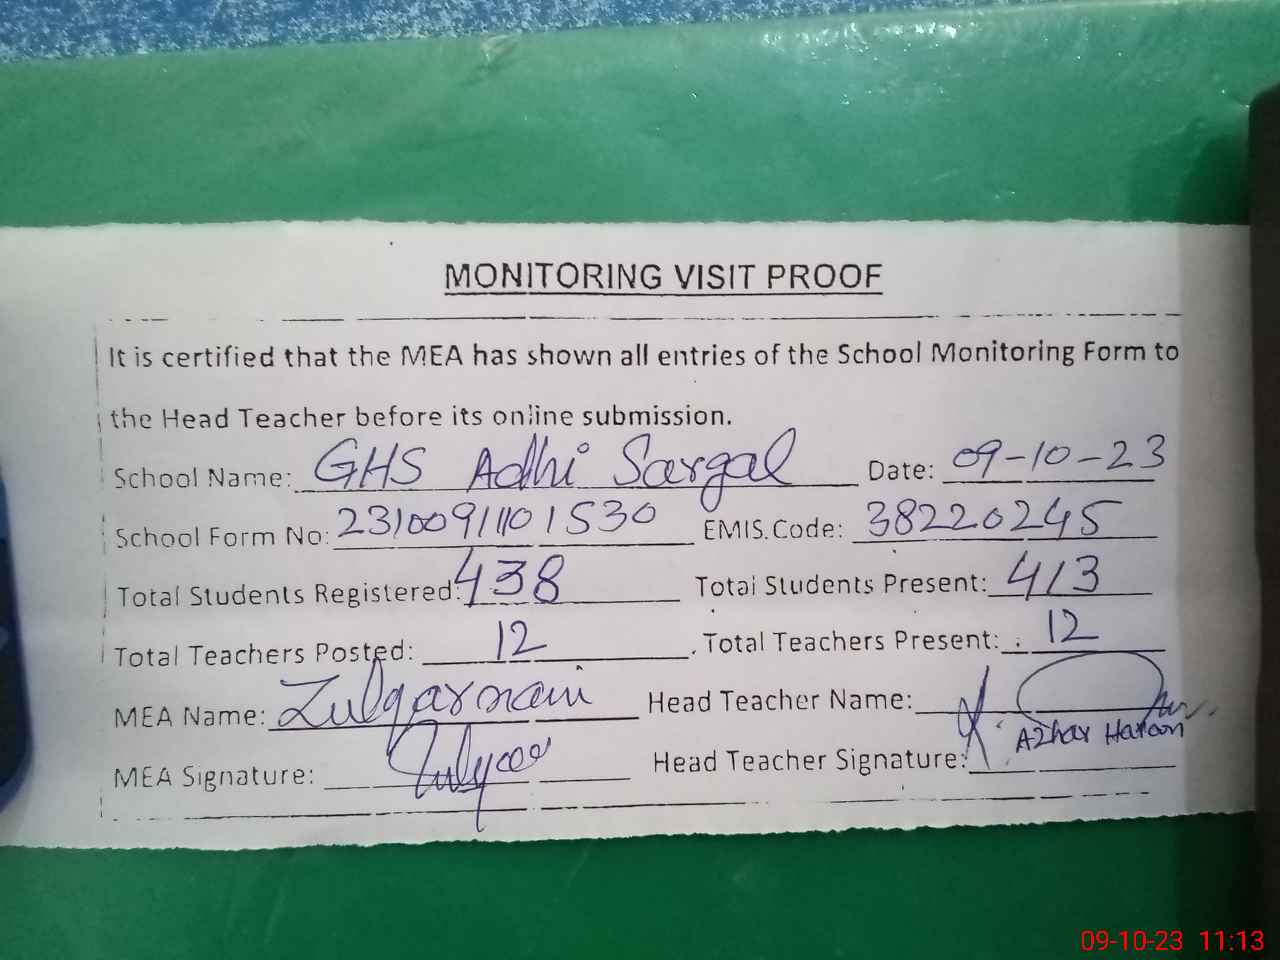 MONITORING VISIT PROOF
It is certified that the MEA has shown all entries of the School Monitoring Form to
the Head Teacher before its online submission.
School Name: GHS Adhi Sargal Date: 09-10-23
School Form No: 23100911101530 EMIS.Code: 38220245
Total Students Registered: 438 Total Students Present: 413
Total Teachers Posted: 12 Total Teachers Present: 12
MEA Name: Zulqarnain Head Teacher Name:
Azhar Haroon
MEA Signature: Head Teacher Signature:
09-10-23 11:13